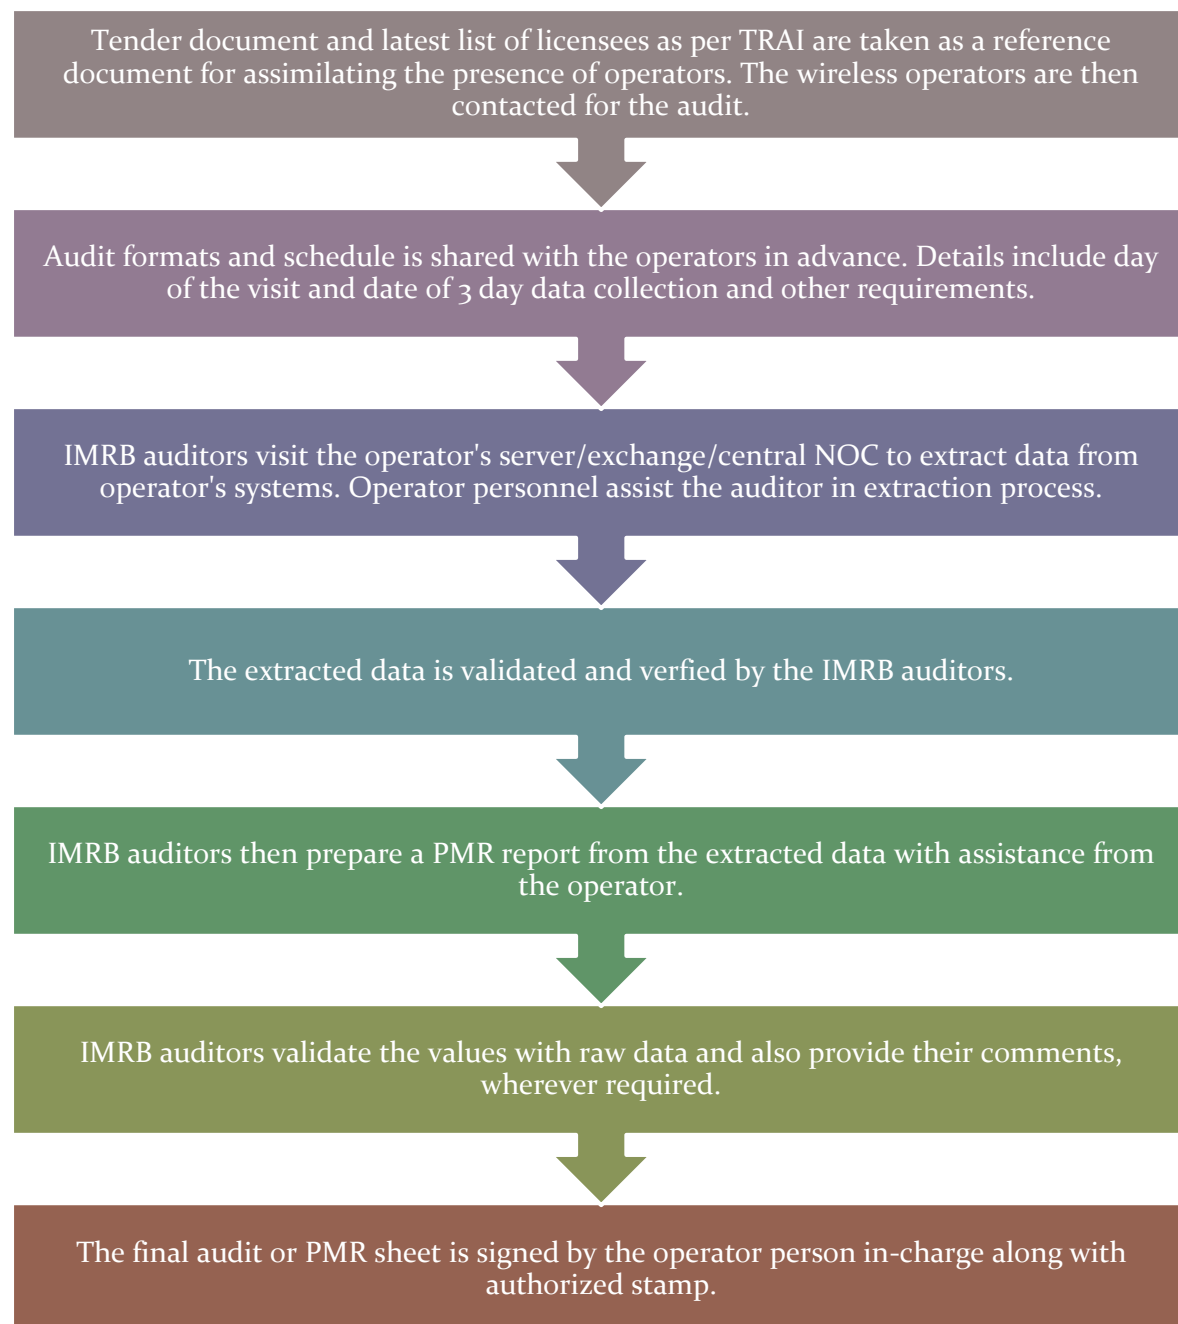 Tender document and latest list of licensees as per TRAI are taken as a reference
document for assimilating the presence of operators. The wireless operators are then
contacted for the audit.
Audit formats and schedule is shared with the operators in advance. Details include day
of the visit and date of 3 day data collection and other requirements.
IMRB auditors visit the operator's server/exchange/central NOC to extract data from
operator's systems. Operator personnel assist the auditor in extraction process.
The extracted data is validated and verfied by the IMRB auditors.
IMRB auditors then prepare a PMR report from the extracted data with assistance from
the operator.
IMRB auditors validate the values with raw data and also provide their comments,
wherever required.
The final audit or PMR sheet is signed by the operator person in-charge along with
authorized stamp.